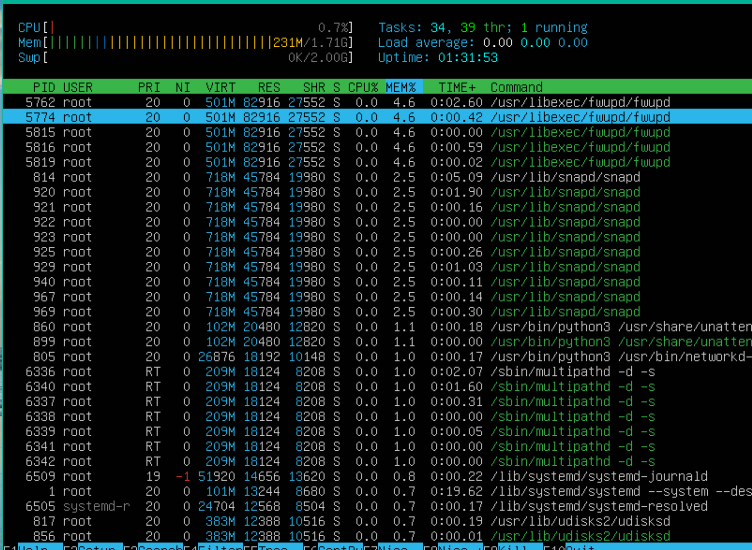 CPU[| 0.7%] Tasks: 34, 39 thr; 1 running
Mem[||||||||||||||||||||||||||||||231M/1.71G] Load average: 0.00 0.00 0.00
Swp[ 0K/2.00G] Uptime: 01:31:53
PID USER PRI NI VIRT RES SHR S CPU% MEM% TIME+ Command
5762 root 20 0 501M 82916 27552 S 0.0 4.6 0:02.60 /usr/libexec/fwupd/fwupd
5774 root 20 0 501M 82916 27552 S 0.0 4.6 0:00.42 /usr/libexec/fwupd/fwupd
5815 root 20 0 501M 82916 27552 S 0.0 4.6 0:00.00 /usr/libexec/fwupd/fwupd
5816 root 20 0 501M 82916 27552 S 0.0 4.6 0:00.59 /usr/libexec/fwupd/fwupd
5819 root 20 0 501M 82916 27552 S 0.0 4.6 0:00.02 /usr/libexec/fwupd/fwupd
814 root 20 0 718M 45784 19980 S 0.0 2.5 0:05.09 /usr/lib/snapd/snapd
920 root 20 0 718M 45784 19980 S 0.0 2.5 0:01.90 /usr/lib/snapd/snapd
921 root 20 0 718M 45784 19980 S 0.0 2.5 0:00.16 /usr/lib/snapd/snapd
922 root 20 0 718M 45784 19980 S 0.0 2.5 0:00.00 /usr/lib/snapd/snapd
923 root 20 0 718M 45784 19980 S 0.0 2.5 0:00.00 /usr/lib/snapd/snapd
925 root 20 0 718M 45784 19980 S 0.0 2.5 0:00.26 /usr/lib/snapd/snapd
929 root 20 0 718M 45784 19980 S 0.0 2.5 0:01.03 /usr/lib/snapd/snapd
940 root 20 0 718M 45784 19980 S 0.0 2.5 0:00.11 /usr/lib/snapd/snapd
967 root 20 0 718M 45784 19980 S 0.0 2.5 0:00.14 /usr/lib/snapd/snapd
969 root 20 0 718M 45784 19980 S 0.0 2.5 0:00.30 /usr/lib/snapd/snapd
860 root 20 0 102M 20480 12820 S 0.0 1.1 0:00.18 /usr/bin/python3 /usr/share/unatten
899 root 20 0 102M 20480 12820 S 0.0 1.1 0:00.00 /usr/bin/python3 /usr/share/unatten
805 root 20 0 26876 18192 10148 S 0.0 1.0 0:00.17 /usr/bin/python3 /usr/bin/networkd-
6336 root RT 0 209M 18124 8208 S 0.0 1.0 0:02.07 /sbin/multipathd -d -s
6340 root RT 0 209M 18124 8208 S 0.0 1.0 0:01.60 /sbin/multipathd -d -s
6337 root RT 0 209M 18124 8208 S 0.0 1.0 0:00.31 /sbin/multipathd -d -s
6338 root RT 0 209M 18124 8208 S 0.0 1.0 0:00.00 /sbin/multipathd -d -s
6339 root RT 0 209M 18124 8208 S 0.0 1.0 0:00.05 /sbin/multipathd -d -s
6341 root RT 0 209M 18124 8208 S 0.0 1.0 0:00.00 /sbin/multipathd -d -s
6342 root RT 0 209M 18124 8208 S 0.0 1.0 0:00.00 /sbin/multipathd -d -s
6509 root 19 -1 51920 14656 13620 S 0.0 0.8 0:00.22 /lib/systemd/systemd-journald
1 root 20 0 101M 13244 8680 S 0.0 0.7 0:19.62 /lib/systemd/systemd --system --des
6505 systemd-r 20 0 24704 12568 8504 S 0.0 0.7 0:00.07 /lib/systemd/systemd-resolved
817 root 20 0 383M 12388 10516 S 0.0 0.7 0:00.19 /usr/lib/udisks2/udisksd
856 root 20 0 383M 12388 10516 S 0.0 0.7 0:00.01 /usr/lib/udisks2/udisksd
F1Help F2Setup F3SearchF4FilterF5Tree F6SortByF7Nice F8Nice F9Kill F10Quit